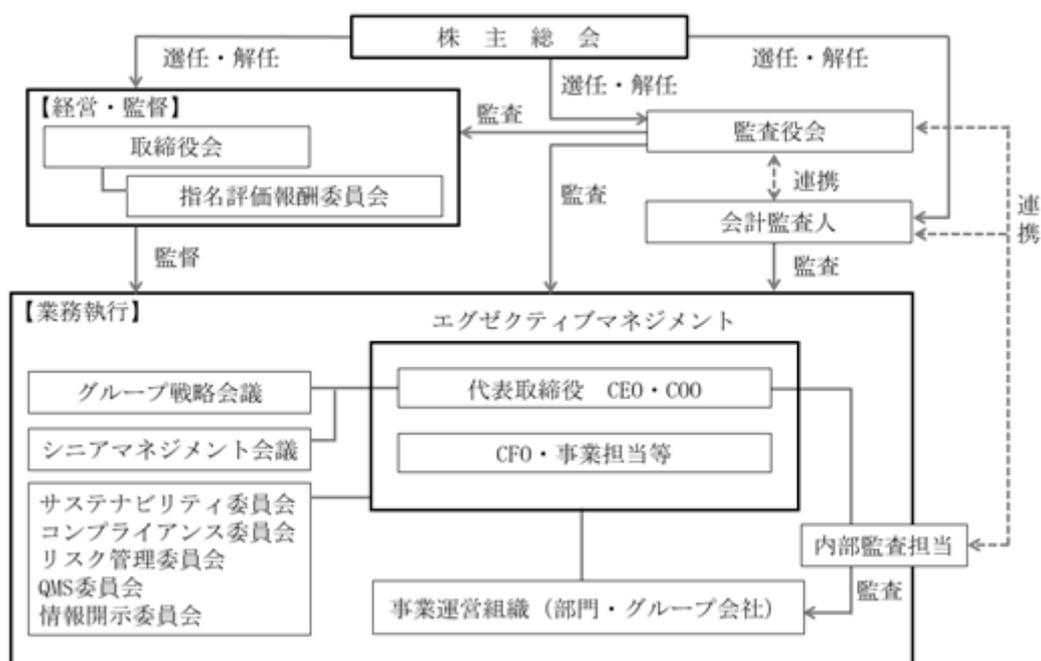 株主総会
選任・解任
選任・解任
選任・解任
【経営・監督】
取締役会
指名評価報酬委員会
監査
監査役会
監査
連携
会計監査人
連携
監督
監査
【業務執行】
エグゼクティブマネジメント
グループ戦略会議
代表取締役 CEO・COO
シニアマネジメント会議
CFO・事業担当等
サステナビリティ委員会
コンプライアンス委員会
リスク管理委員会
QMS委員会
情報開示委員会
内部監査担当
監査
事業運営組織（部門・グループ会社）